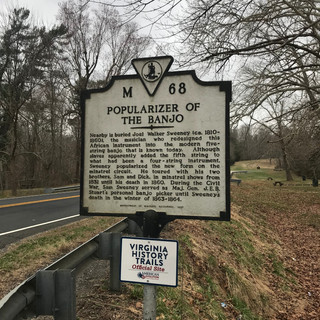 M 68
POPULARIZER OF
THE BANJO
Nearby is buried Joel Walker Sweeney (ca. 1810–
1860), the musician who redesigned this
African instrument into the modern five-
string banjo that is known today. Although
slaves apparently added the fifth string to
what had been a four-string instrument,
Sweeney popularized the new form on the
minstrel circuit. He toured with his two
brothers, Sam and Dick, in minstrel shows from
until his death in 1860. During the Civil
War, Sam Sweeney served as Maj. Gen. J.E.B.
Stuart's personal banjo picker until Sweeney's
death in the winter of 1863-1864.
DEPARTMENT OF HISTORIC RESOURCES,
VIRGINIA
HISTORY
TRAILS
Official Site
AMERICAN